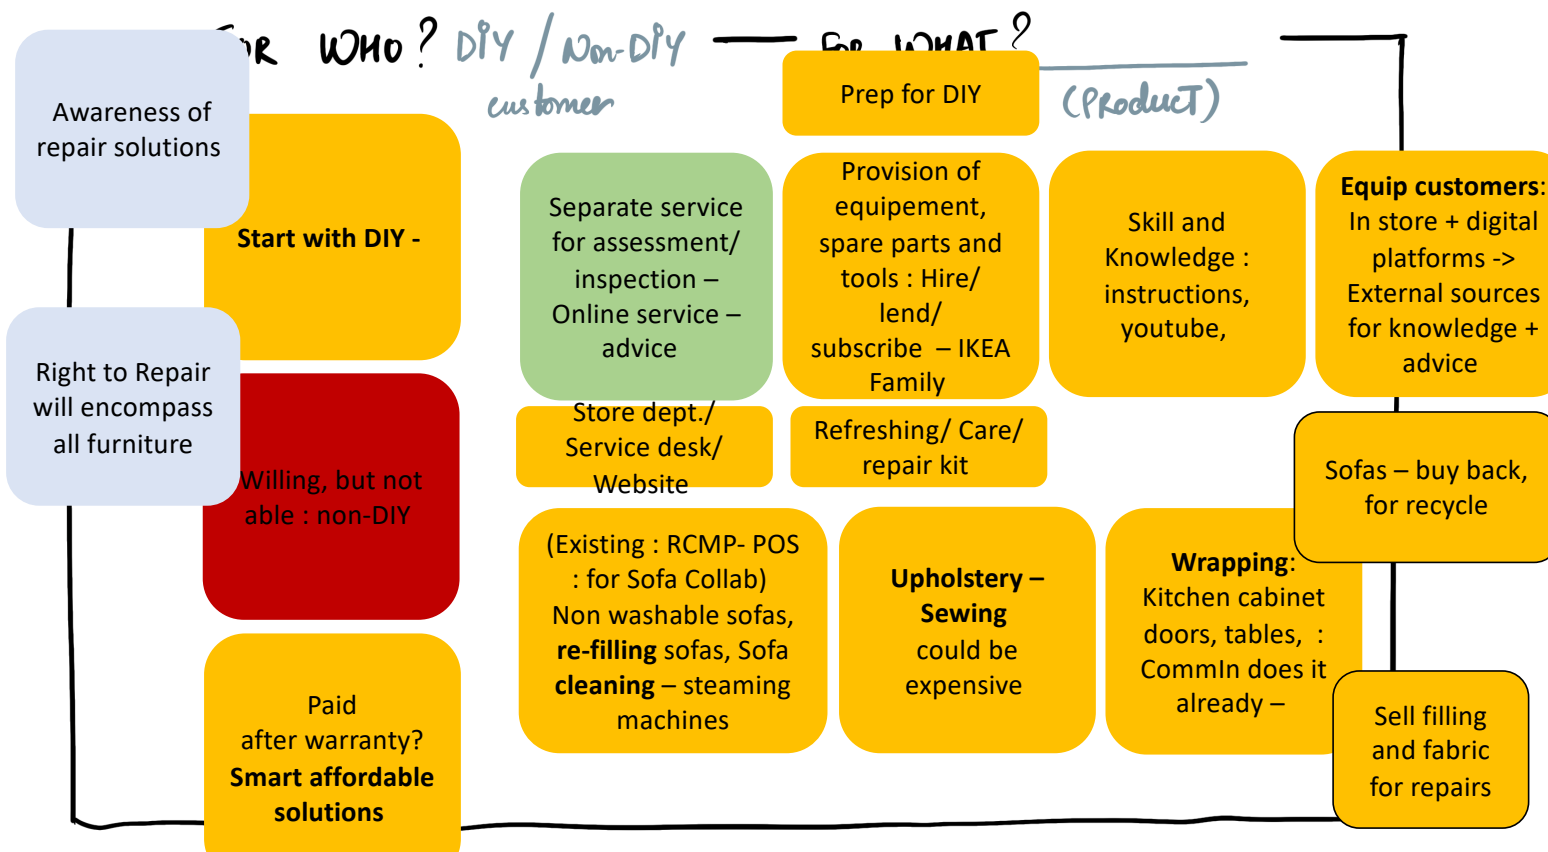 FOR WHO? DIY / Non-DIY
customer
FOR WHAT?
(PRODUCT)
Awareness of
repair solutions
Start with DIY -
Right to Repair
will encompass
all furniture
Willing, but not
able : non-DIY
Paid
after warranty?
Smart affordable
solutions
Prep for DIY
Separate service
for assessment/
inspection –
Online service –
advice
Provision of
equipement,
spare parts and
tools : Hire/
lend/
subscribe – IKEA
Family
Skill and
Knowledge :
instructions,
youtube,
Equip customers:
In store + digital
platforms ->
External sources
for knowledge +
advice
Store dept./
Service desk/
Website
Refreshing/ Care/
repair kit
Sofas – buy back,
for recycle
(Existing : RCMP- POS
: for Sofa Collab)
Non washable sofas,
re-filling sofas, Sofa
cleaning – steaming
machines
Upholstery –
Sewing
could be
expensive
Wrapping:
Kitchen cabinet
doors, tables, :
CommIn does it
already –
Sell filling
and fabric
for repairs